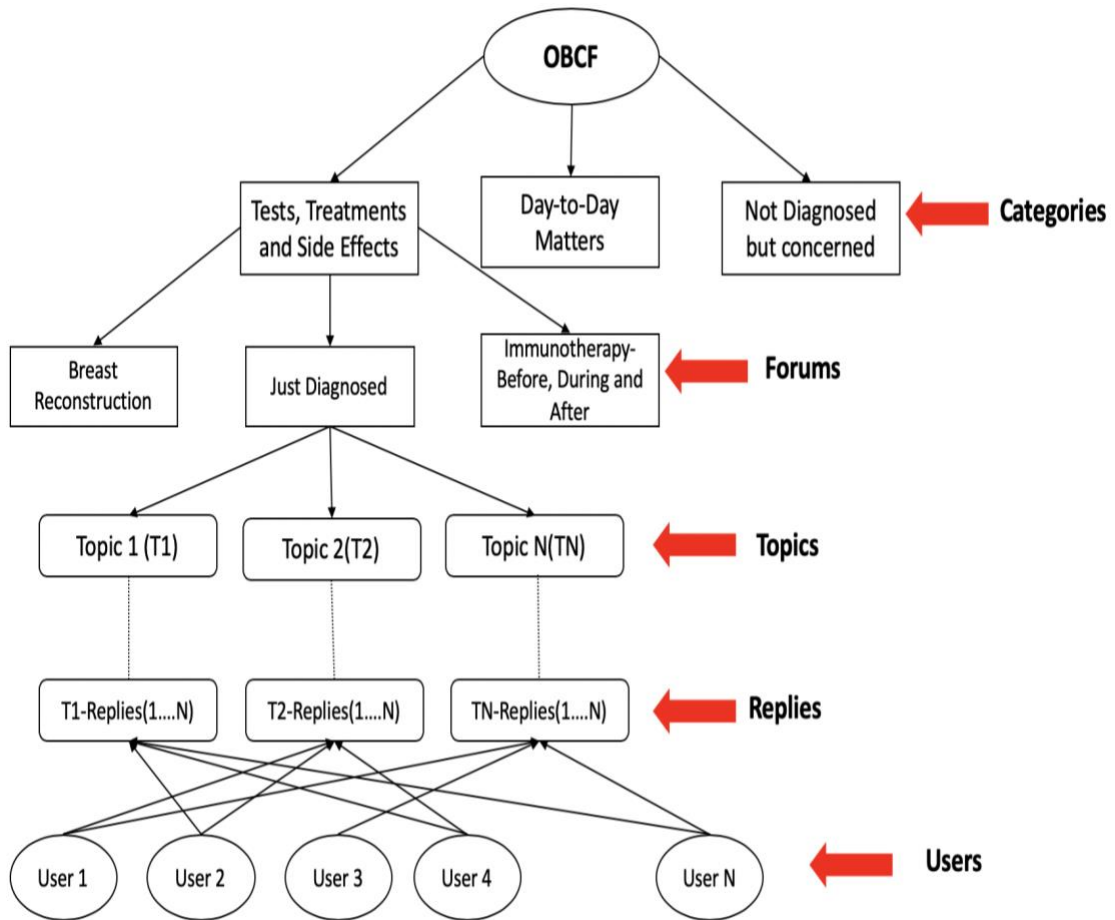 OBCF
Tests, Treatments
and Side Effects
Day-to-Day
Matters
Not Diagnosed
but concerned
Categories
Breast
Reconstruction
Just Diagnosed
Immunotherapy-
Before, During and
After
Forums
Topic 1 (T1)
Topic 2(T2)
Topic N(TN)
Topics
T1-Replies(1....N)
T2-Replies(1....N)
TN-Replies(1....N)
Replies
User 1
User 2
User 3
User 4
User N
Users